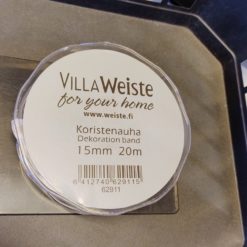 VILLA Weiste
for your home
www.weiste.fi
Koristenauha
Dekoration band
15mm 20m
6 412740 629115
62911